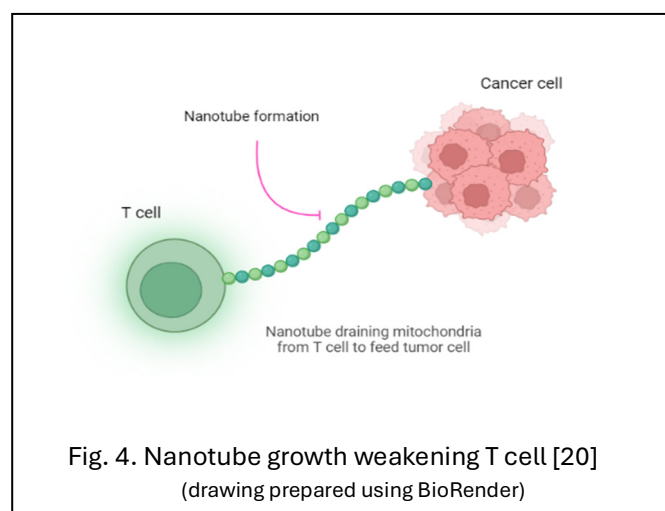 Cancer cell
Nanotube formation
T cell
Nanotube draining mitochondria
from T cell to feed tumor cell
Fig. 4. Nanotube growth weakening T cell [20]
(drawing prepared using BioRender)